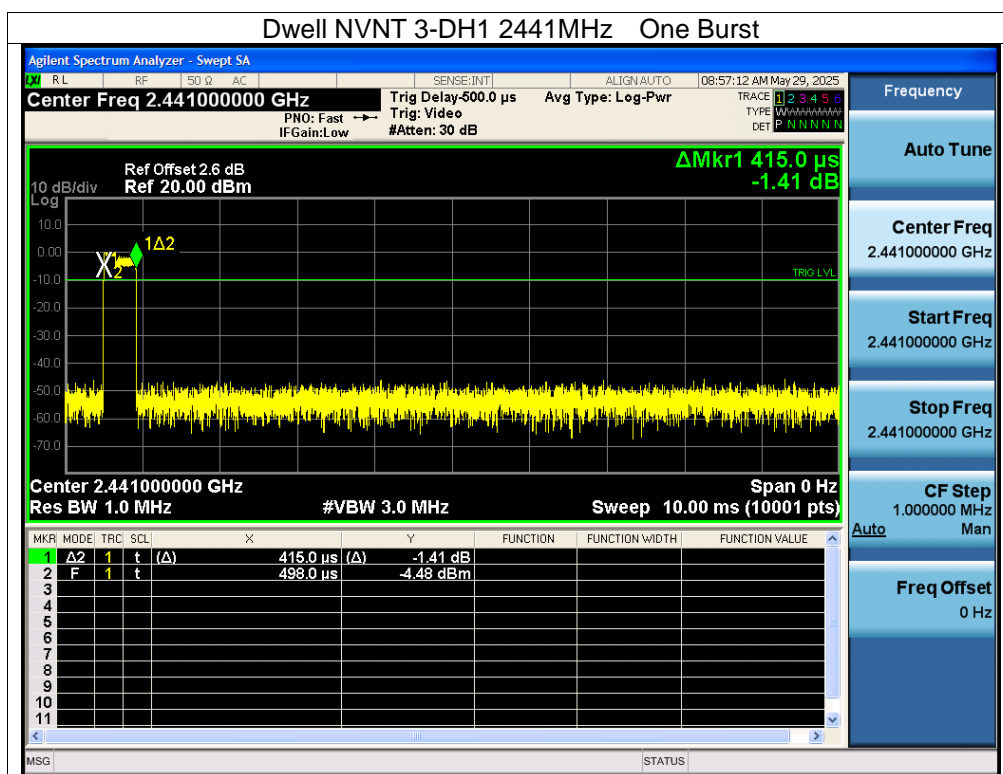 Dwell NVNT 3-DH1 2441MHz One Burst
Agilent Spectrum Analyzer - Swept SA
LXI RL RF 50 Ω AC SENSE:INT ALIGN AUTO 08:57:12 AM May 29, 2025
Center Freq 2.441000000 GHz
PNO: Fast
IFGain:Low
Trig Delay-500.0 µs
Trig: Video
#Atten: 30 dB
Avg Type: Log-Pwr
TRACE 1 2 3 4 5 6
TYPE WWWWWW
DET P N N N N N
ΔMkr1 415.0 µs
-1.41 dB
Ref Offset 2.6 dB
10 dB/div Ref 20.00 dBm
Log
10.0
0.00
-10.0
-20.0
-30.0
-40.0
-50.0
-60.0
-70.0
1Δ2
2
TRIG LVL
Center 2.441000000 GHz Span 0 Hz
Res BW 1.0 MHz #VBW 3.0 MHz Sweep 10.00 ms (10001 pts)
MKR MODE TRC SCL X Y FUNCTION FUNCTION WIDTH FUNCTION VALUE
1 Δ2 1 t (Δ) 415.0 µs (Δ) -1.41 dB
2 F 1 t 498.0 µs -4.48 dBm
3
4
5
6
7
8
9
10
11
MSG STATUS
Frequency
Auto Tune
Center Freq
2.441000000 GHz
Start Freq
2.441000000 GHz
Stop Freq
2.441000000 GHz
CF Step
1.000000 MHz
Auto Man
Freq Offset
0 Hz